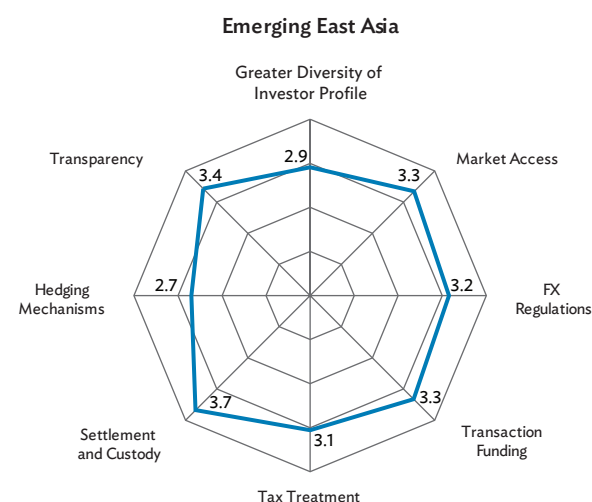 Emerging East Asia
Greater Diversity of
Investor Profile
Transparency
3.4
2.9
3.3
Market Access
Hedging
Mechanisms
2.7
3.2
FX
Regulations
Settlement
and Custody
3.7
3.1
3.3
Transaction
Funding
Tax Treatment